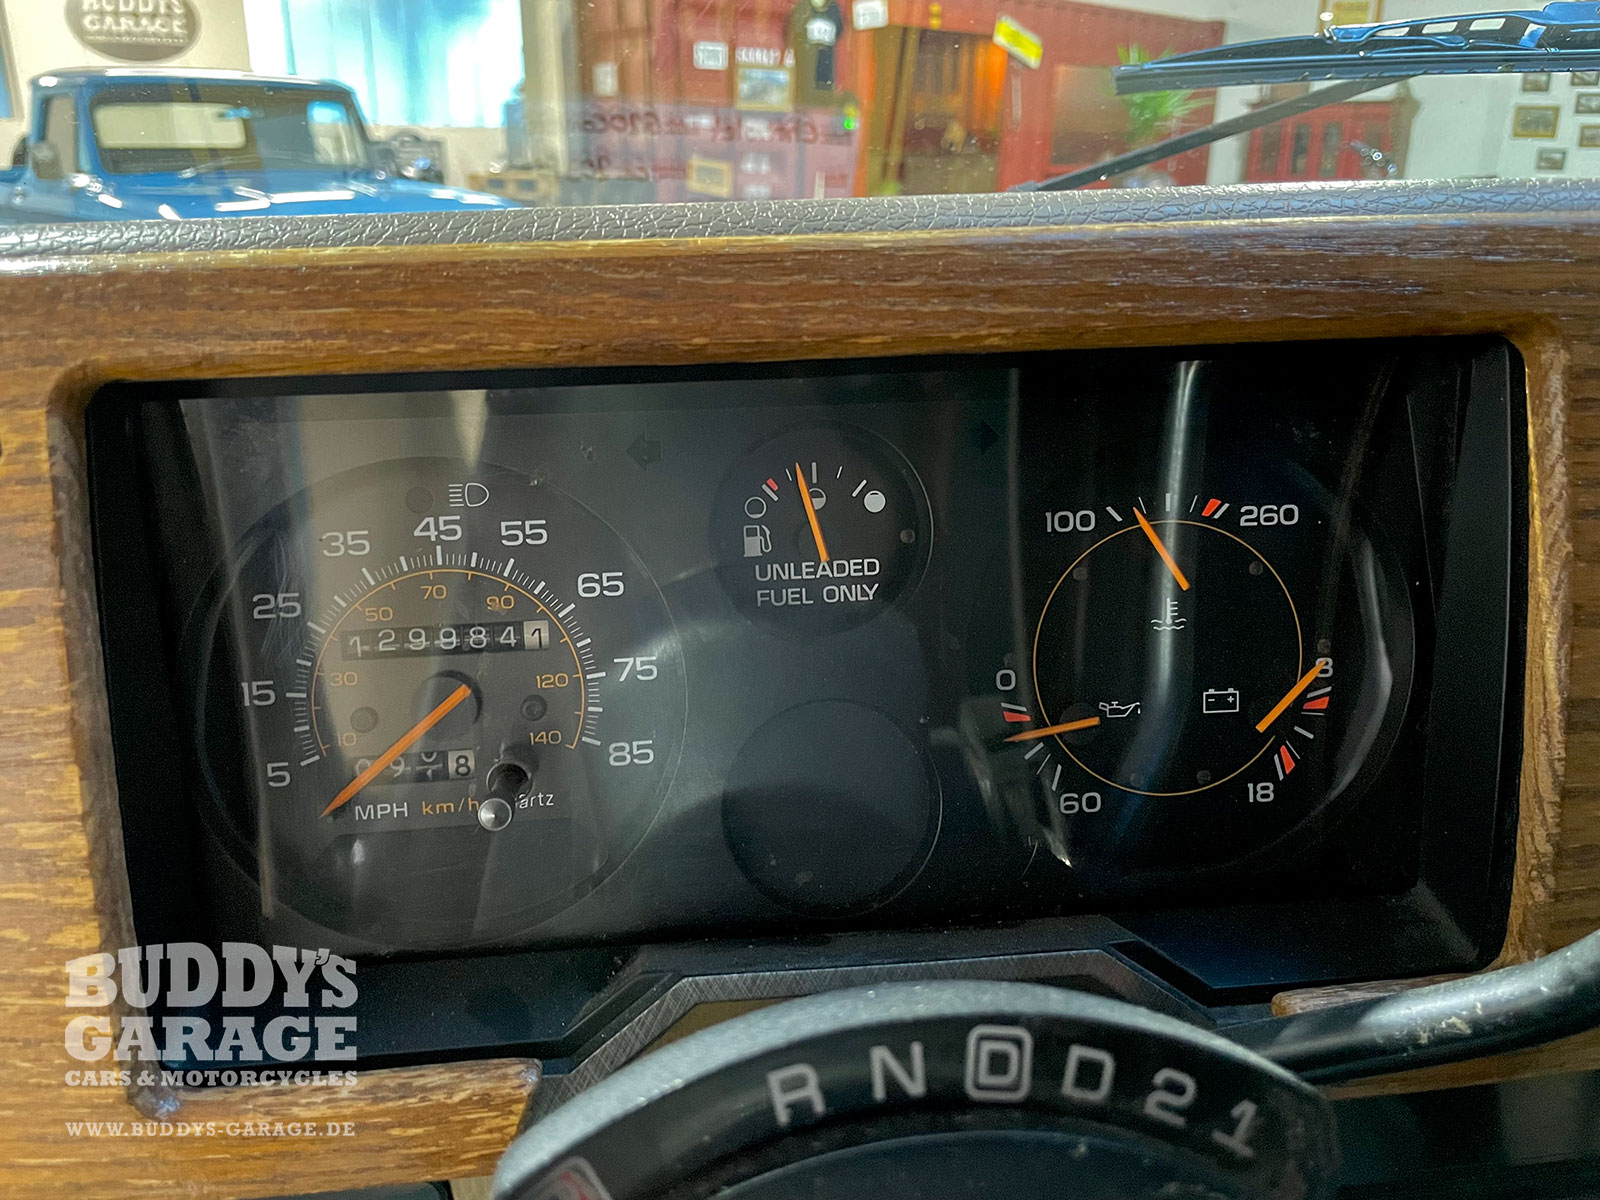 BUDDY'S
GARAGE
5 15 25 35 45 55 65 75 85
10 30 50 70 90 120 140
129984 1
MPH km/h
UNLEADED
FUEL ONLY
100 260
0 60
8 18
R N D D 2 1
BUDDY'S
GARAGE
CARS & MOTORCYCLES
WWW.BUDDYS-GARAGE.DE